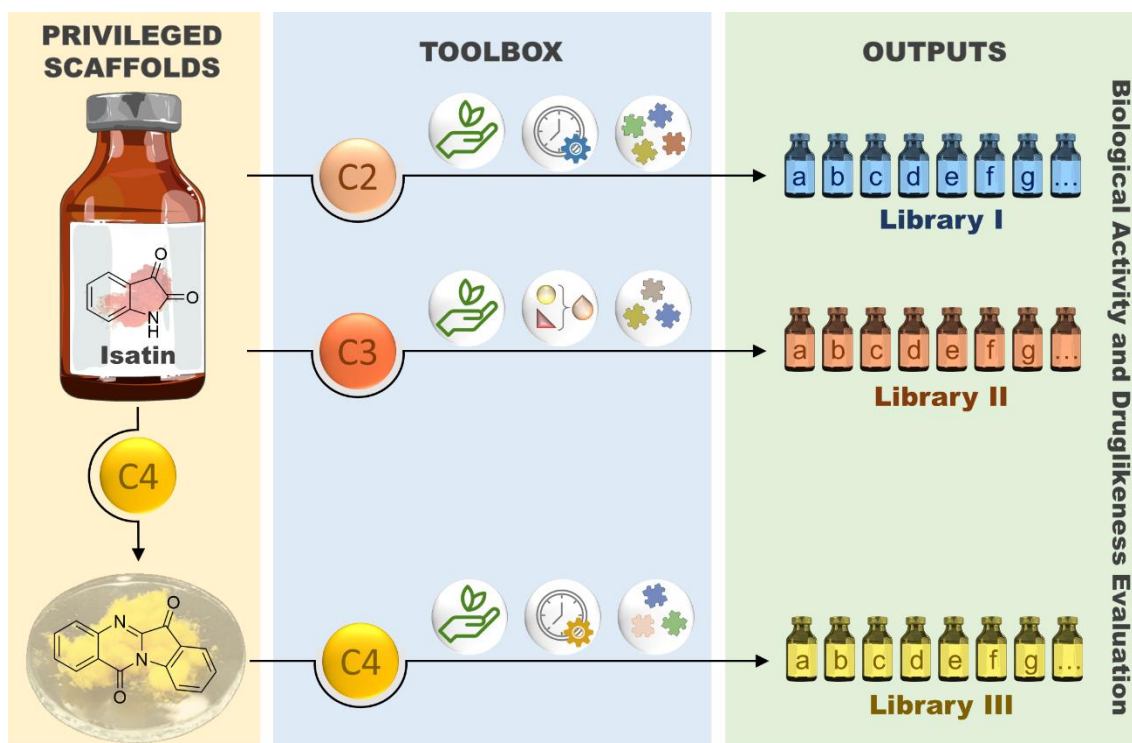 PRIVILEGED
SCAFFOLDS
TOOLBOX
OUTPUTS
O
O
N
H
Isatin
C2
a b c d e f g ...
Library I
C3
a b c d e f g ...
Library II
C4
N
O
N
O
C4
a b c d e f g ...
Library III
Biological Activity and Druglikeness Evaluation